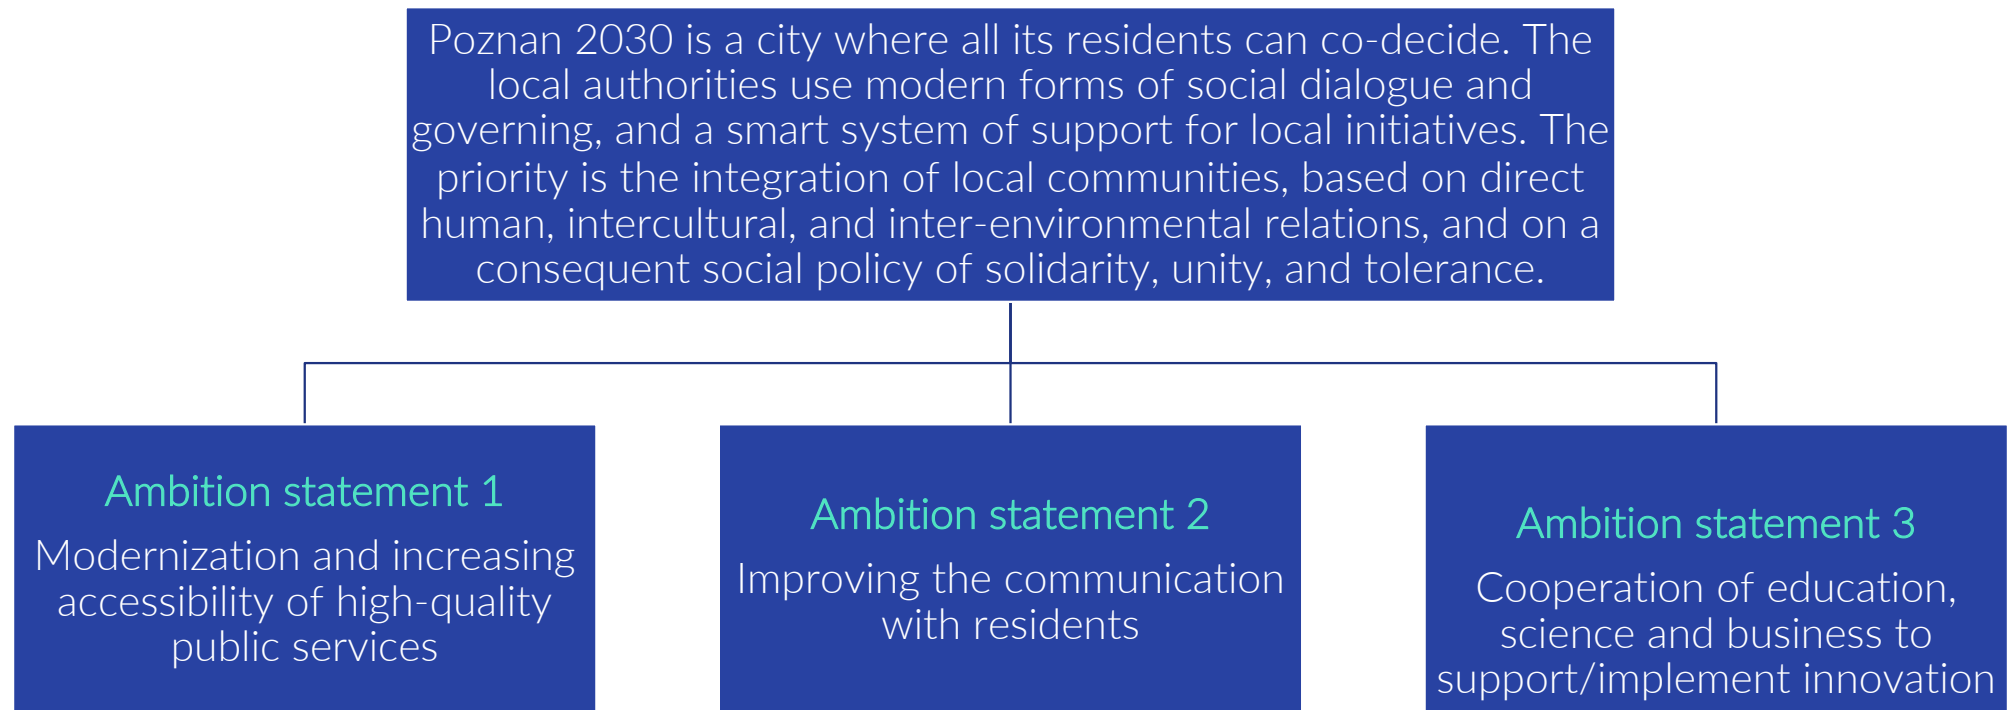 Poznan 2030 is a city where all its residents can co-decide. The
local authorities use modern forms of social dialogue and
governing, and a smart system of support for local initiatives. The
priority is the integration of local communities, based on direct
human, intercultural, and inter-environmental relations, and on a
consequent social policy of solidarity, unity, and tolerance.
Ambition statement 1
Modernization and increasing
accessibility of high-quality
public services
Ambition statement 2
Improving the communication
with residents
Ambition statement 3
Cooperation of education,
science and business to
support/implement innovation